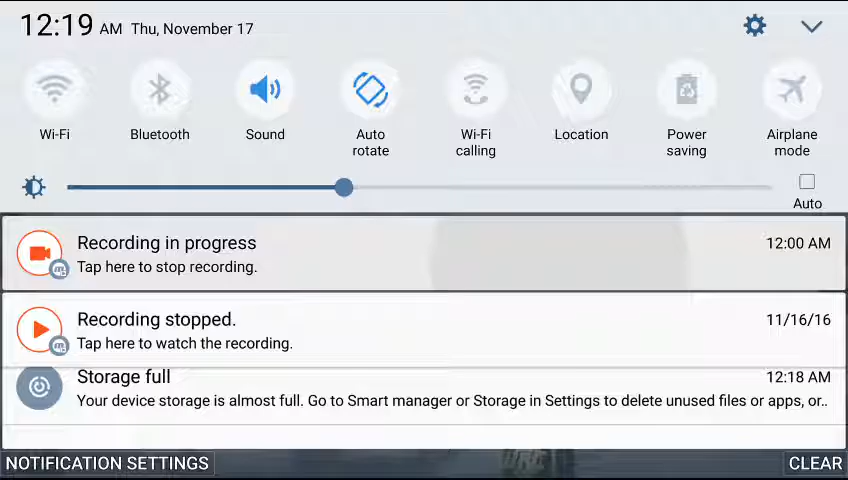 12:19 AM Thu, November 17
Wi-Fi
Bluetooth
Sound
Auto
rotate
Wi-Fi
calling
Location
Power
saving
Airplane
mode
Auto
Recording in progress 12:00 AM
Tap here to stop recording.
Recording stopped. 11/16/16
Tap here to watch the recording.
Storage full 12:18 AM
Your device storage is almost full. Go to Smart manager or Storage in Settings to delete unused files or apps, or..
NOTIFICATION SETTINGS CLEAR